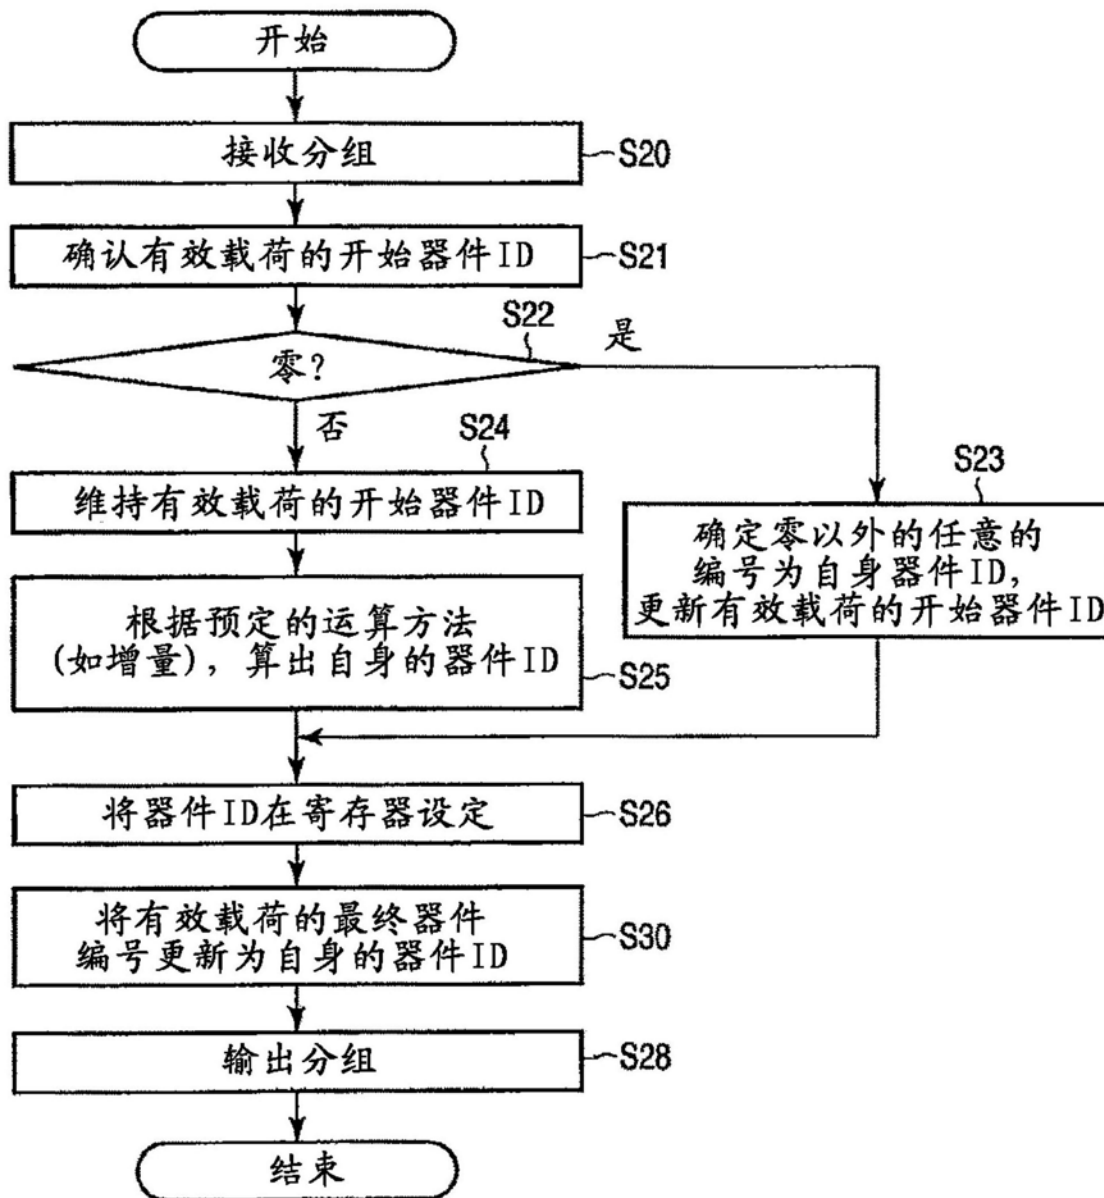 开始
接收分组
S20
确认有效载荷的开始器件ID
S21
S22
零?
是
否
S24
维持有效载荷的开始器件ID
S23
确定零以外的任意的
编号为自身器件ID,
更新有效载荷的开始器件ID
根据预定的运算方法
(如增量), 算出自身的器件ID
S25
将器件ID在寄存器设定
S26
将有效载荷的最终器件
编号更新为自身的器件ID
S30
输出分组
S28
结束